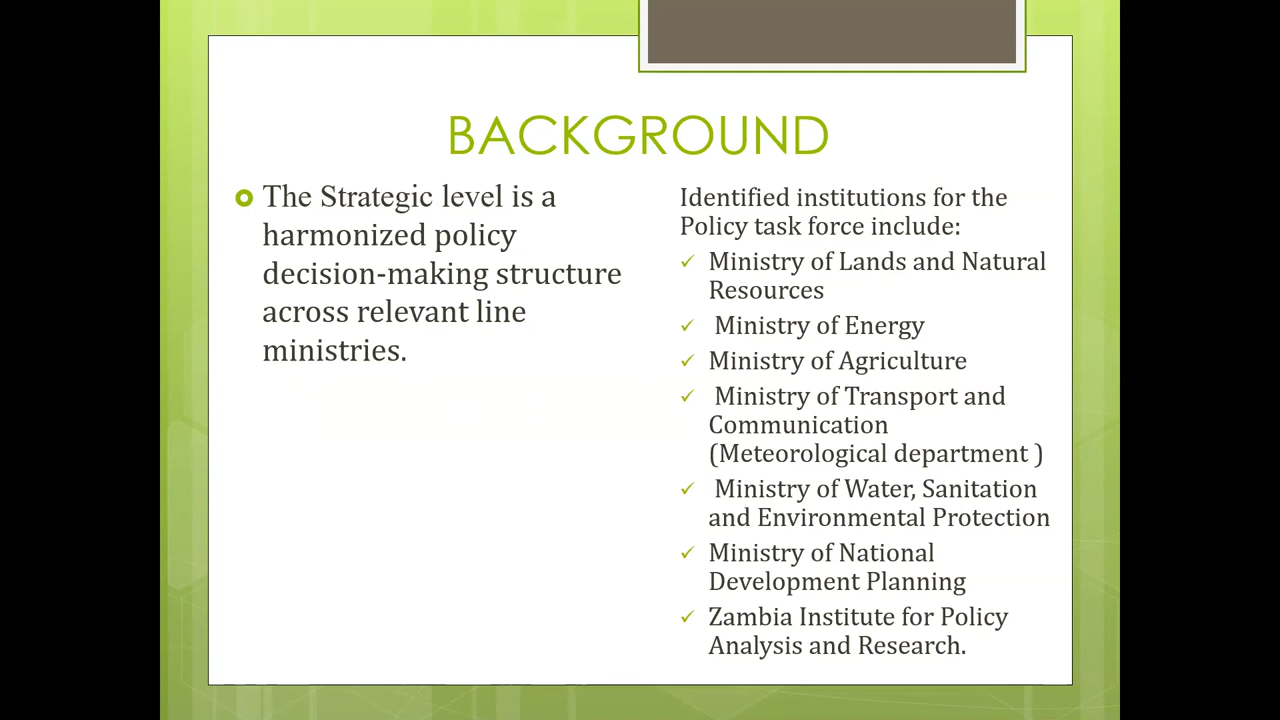 BACKGROUND
The Strategic level is a
harmonized policy
decision-making structure
across relevant line
ministries.
Identified institutions for the
Policy task force include:
Ministry of Lands and Natural
Resources
Ministry of Energy
Ministry of Agriculture
Ministry of Transport and
Communication
(Meteorological department )
Ministry of Water, Sanitation
and Environmental Protection
Ministry of National
Development Planning
Zambia Institute for Policy
Analysis and Research.